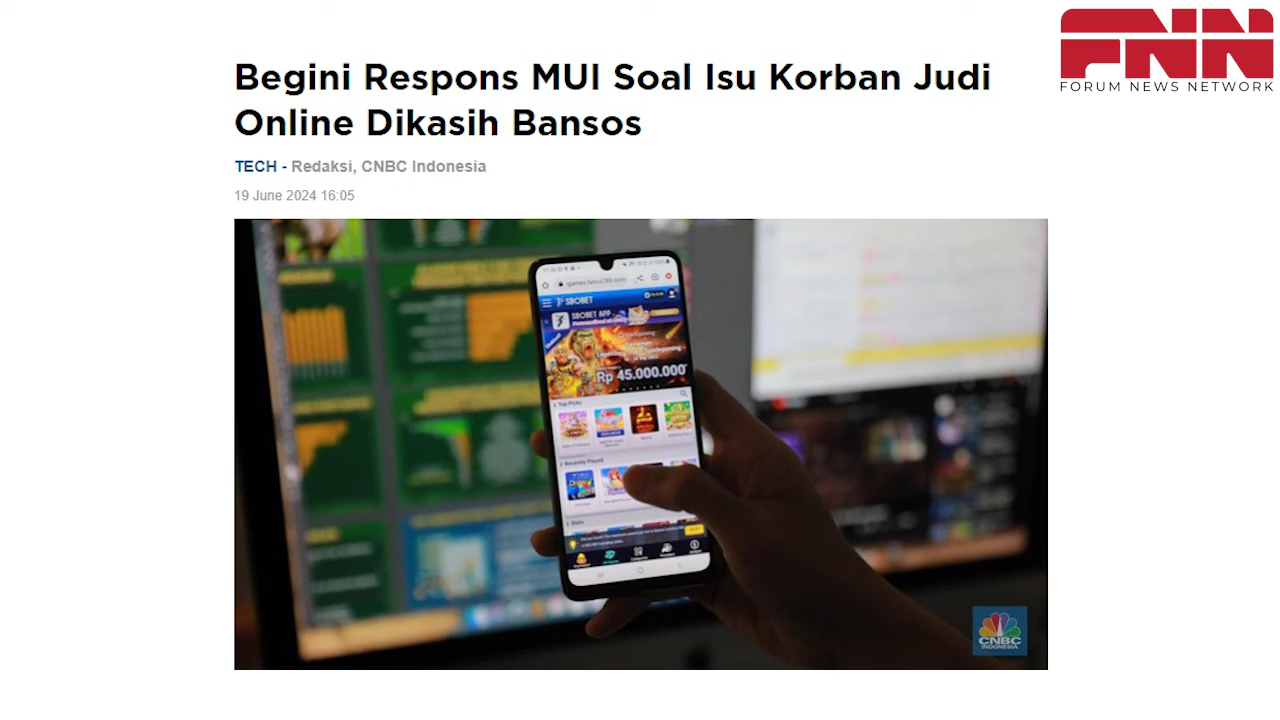 FNN
FORUM NEWS NETWORK
Begini Respons MUI Soal Isu Korban Judi
Online Dikasih Bansos
TECH - Redaksi, CNBC Indonesia
19 June 2024 16:05
SBOBET
SBOBET APP
Rp 45.000.000
Top Picks
Recently Played
Slots
CNBC
INDONESIA